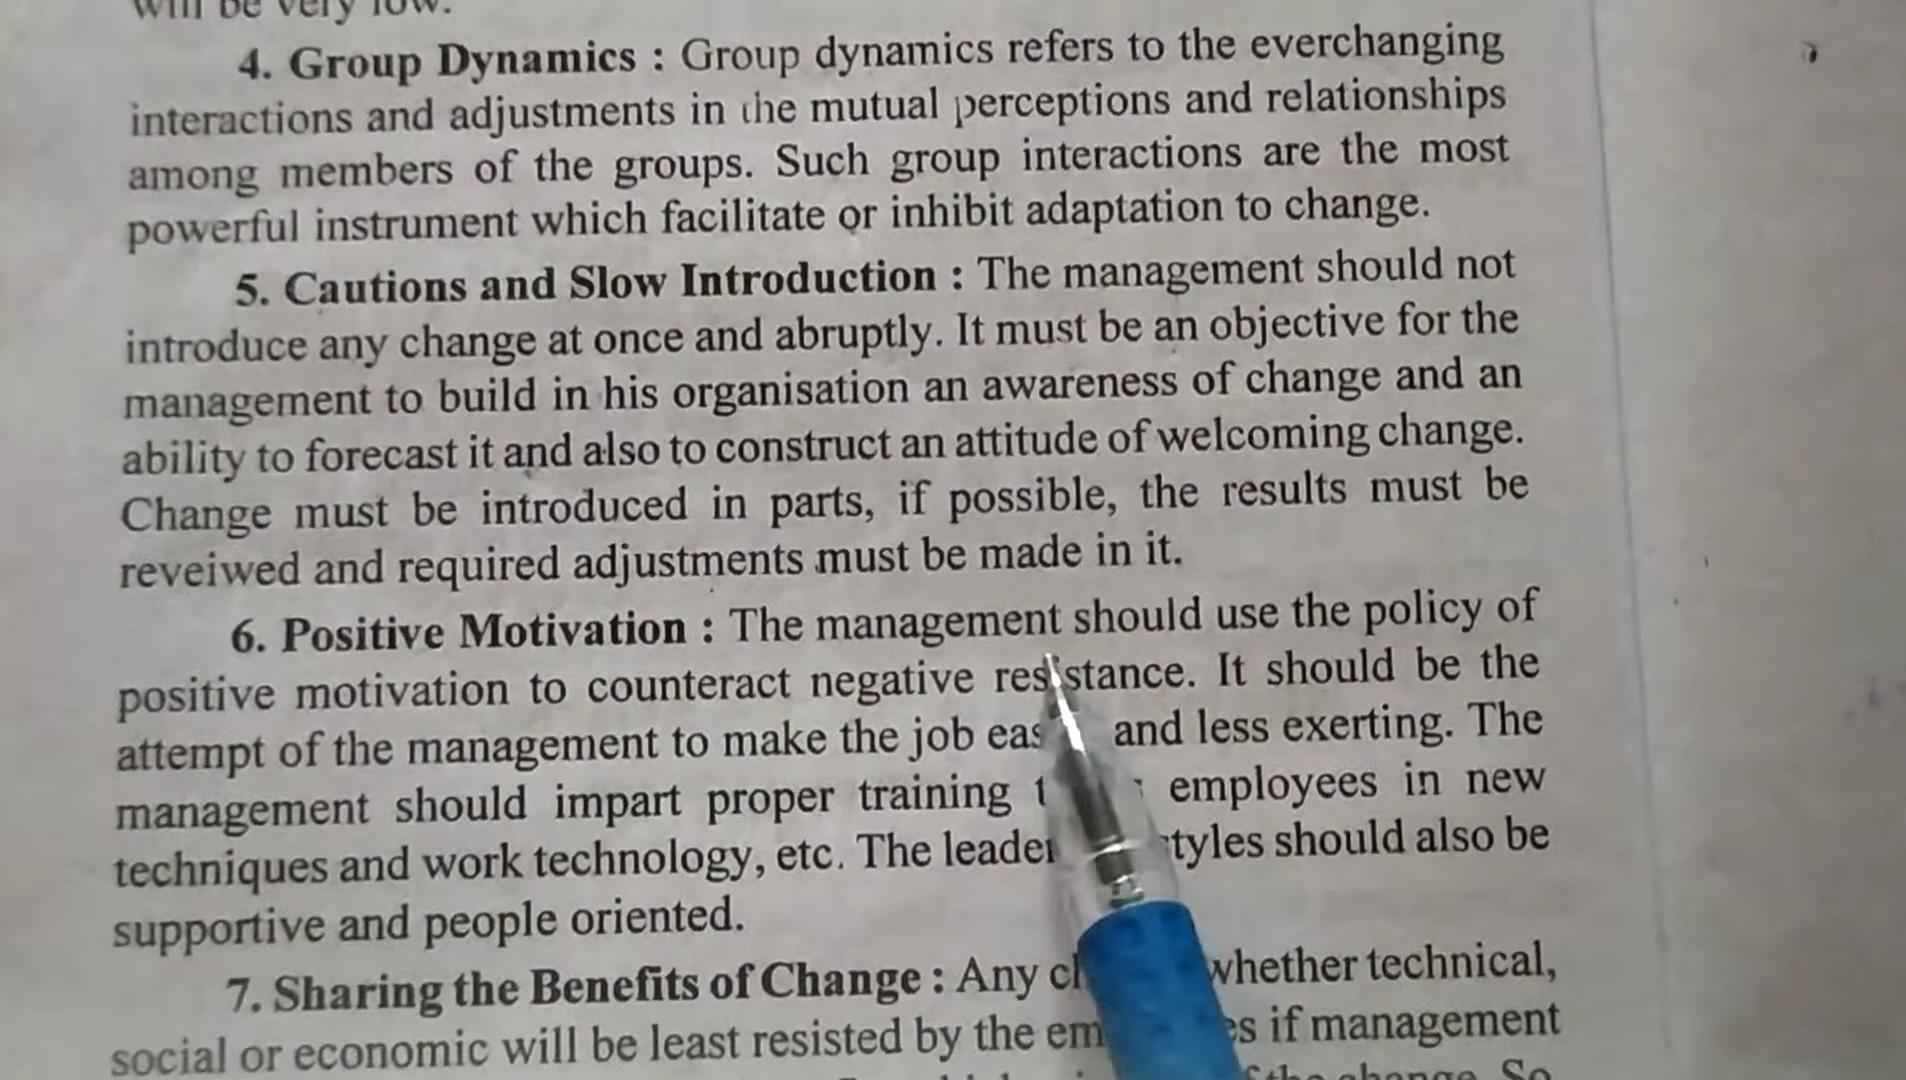 will be very low.
4. Group Dynamics : Group dynamics refers to the everchanging
interactions and adjustments in the mutual perceptions and relationships
among members of the groups. Such group interactions are the most
powerful instrument which facilitate or inhibit adaptation to change.
5. Cautions and Slow Introduction : The management should not
introduce any change at once and abruptly. It must be an objective for the
management to build in his organisation an awareness of change and an
ability to forecast it and also to construct an attitude of welcoming change.
Change must be introduced in parts, if possible, the results must be
reveiwed and required adjustments must be made in it.
6. Positive Motivation : The management should use the policy of
positive motivation to counteract negative resistance. It should be the
attempt of the management to make the job and less exerting. The
management should impart proper training employees in new
techniques and work technology, etc. The should also be
supportive and people oriented.
7. Sharing the Benefits of Change : Any whether technical,
social or economic will be least resisted by the if management
the change. So